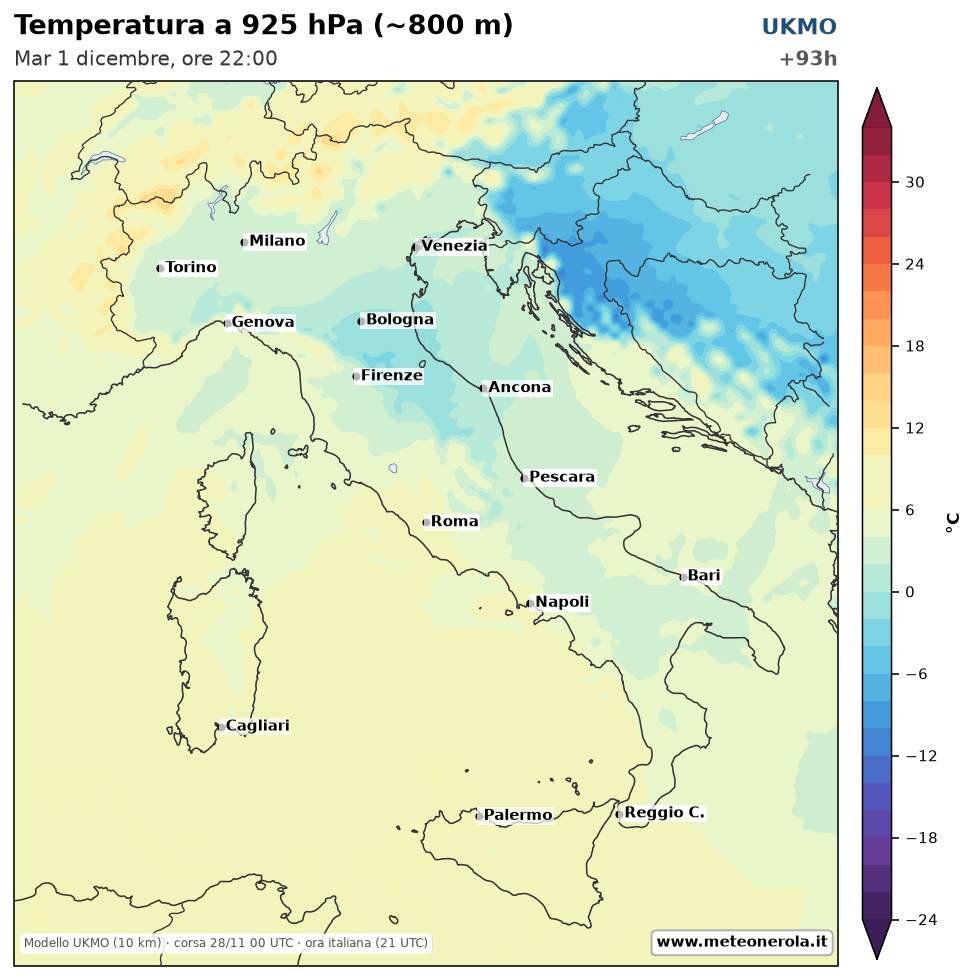 Temperatura a 925 hPa (~800 m)
UKMO
Mar 1 dicembre, ore 22:00
+93h
Milano
Venezia
Torino
Genova
Bologna
Firenze
Ancona
Pescara
Roma
Bari
Napoli
Cagliari
Palermo
Reggio C.
30
24
18
12
6
0
−6
−12
−18
−24
°C
Modello UKMO (10 km) · corsa 28/11 00 UTC · ora italiana (21 UTC)
www.meteonerola.it